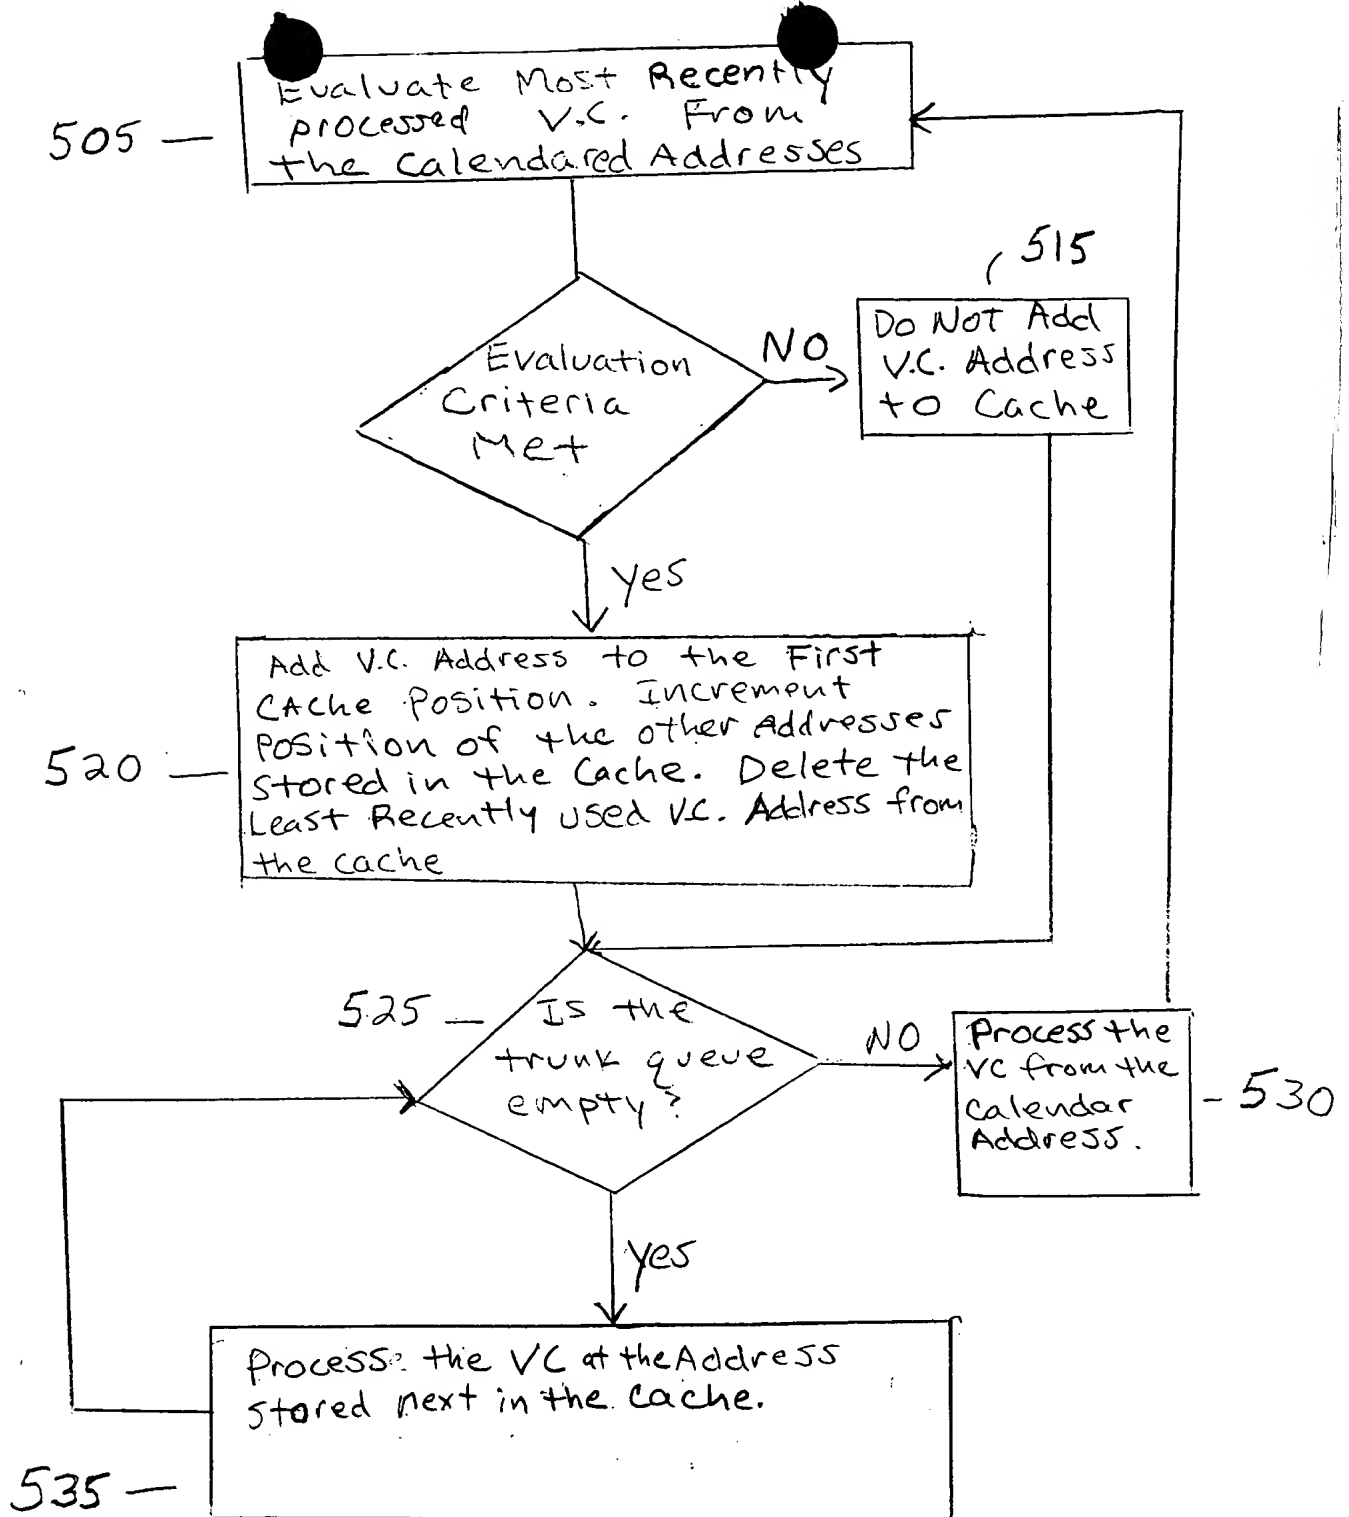 Evaluate Most Recently
processed V.C. From
the Calendared Addresses
505
515
Do Not Add
V.C. Address
to Cache
NO
Evaluation
Criteria
Met
yes
Add V.C. Address to the First
CAche Position. Increment
Position of the other Addresses
Stored in the Cache. Delete the
Least Recently used V.C. Address from
the cache
520
525
Is the
trunk queue
empty?
NO
Process the
VC from the
Calendar
Address.
530
yes
Process the VC at the Address
stored next in the cache.
535